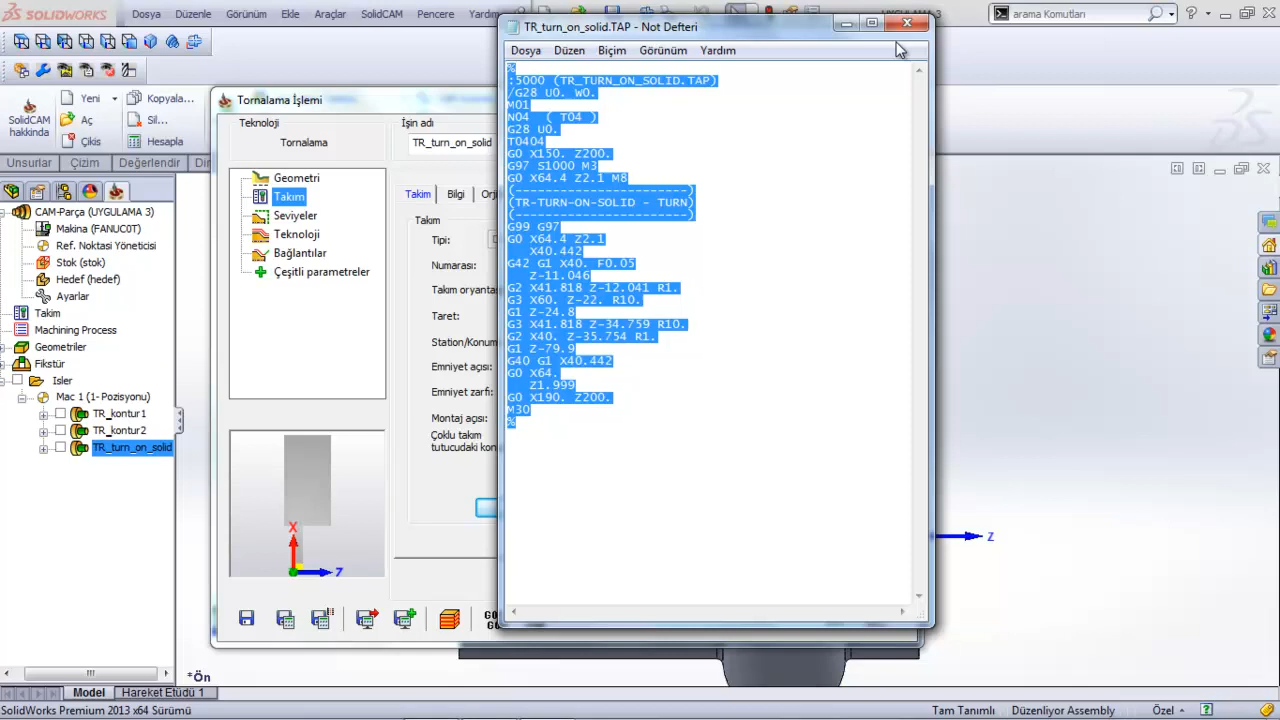 SOLIDWORKS
Dosya Düzenle Görünüm Ekle Araçlar SolidCAM Pencere Yardım
arama Komutları
TR_turn_on_solid.TAP - Not Defteri
Dosya Düzen Biçim Görünüm Yardım
%
:5000 (TR_TURN_ON_SOLID.TAP)
/G28 U0. W0.
M01
N04 ( T04 )
G28 U0.
T0404
G0 X150. Z200.
G97 S1000 M3
G0 X64.4 Z2.1 M8
(------------------------)
(TR-TURN-ON-SOLID - TURN)
(------------------------)
G99 G97
G0 X64.4 Z2.1
X40.442
G42 G1 X40. F0.05
Z-11.046
G2 X41.818 Z-12.041 R1.
G3 X60. Z-22. R10.
G1 Z-24.8
G3 X41.818 Z-34.759 R10.
G2 X40. Z-35.754 R1.
G1 Z-79.9
G40 G1 X40.442
G0 X64.
Z1.999
G0 X190. Z200.
M30
%
SolidCAM hakkında
Yeni
Kopyala...
Aç
Sil...
Çıkış
Hesapla
Unsurlar Çizim Değerlendir
CAM-Parça (UYGULAMA 3)
Makina (FANUC0T)
Ref. Noktası Yöneticisi
Stok (stok)
Hedef (hedef)
Ayarlar
Takim
Machining Process
Geometriler
Fikstür
Isler
Mac 1 (1- Pozisyonu)
TR_kontur1
TR_kontur2
TR_turn_on_solid
Tornalama İşlemi
Teknoloji
Tornalama
İşin adı
TR_turn_on_solid
Geometri
Takım
Seviyeler
Teknoloji
Bağlantılar
Çeşitli parametreler
Takim Bilgi
Takım
Tipi:
Numarası:
Taret:
Emniyet açısı:
Emniyet zarfı:
Montaj açısı:
Çoklu takım
X
Z
Z
*Ön
Model Hareket Etüdü 1
SolidWorks Premium 2013 x64 Sürümü
Tam Tanımlı Düzenliyor Assembly Özel